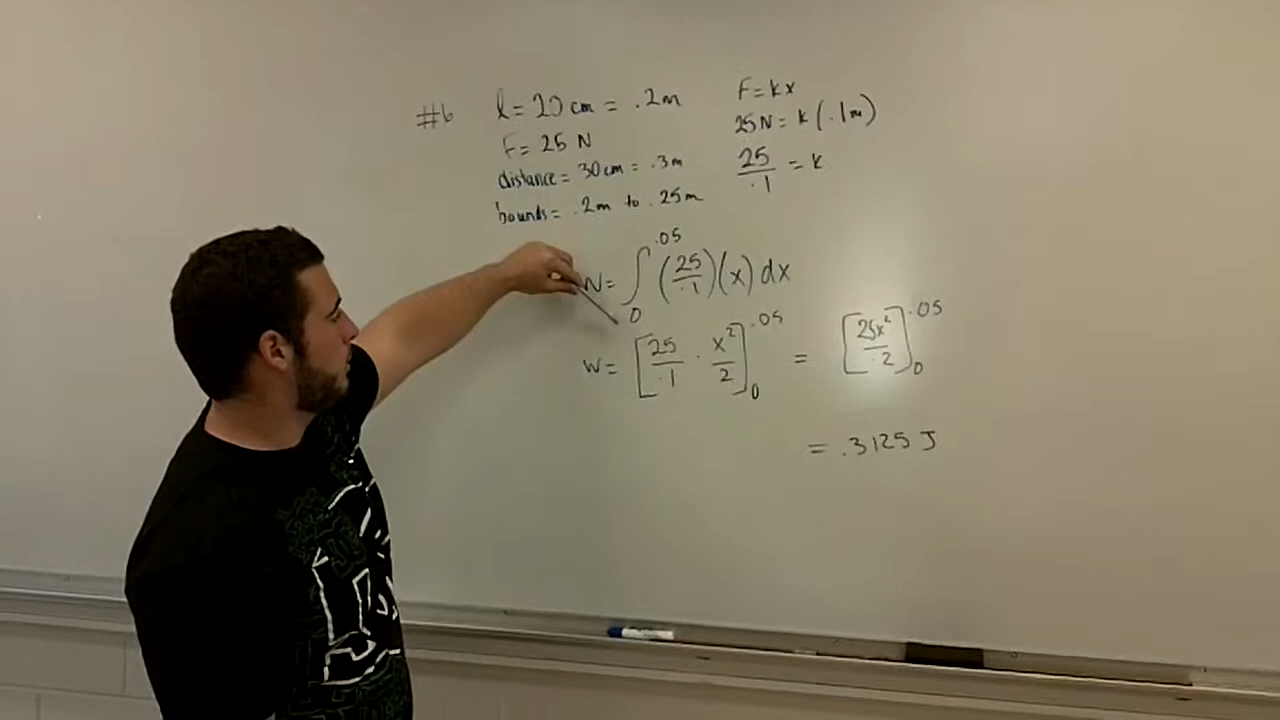 #6
l = 20 cm = .2m
F = 25 N
distance = 30cm = .3m
bounds = .2m to .25m
F = kx
25N = k(.1m)
25/.1 = k
W = ∫₀^.05 (25/.1)(x) dx
W = [25/.1 · x²/2]₀^.05 = [25x²/.2]₀^.05
= .3125 J